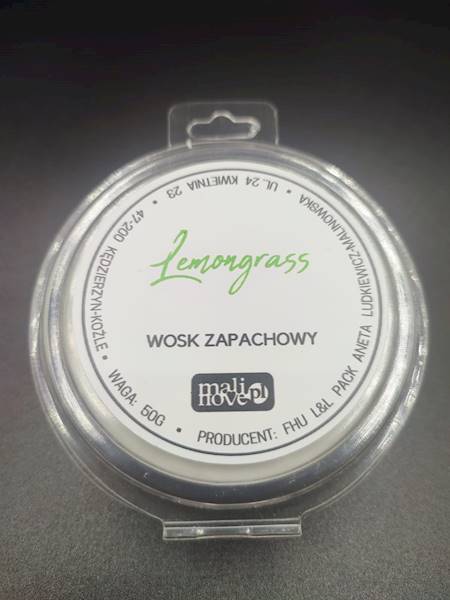 Lemongrass
WOSK ZAPACHOWY
mali
nove.pl
WAGA: 50G • PRODUCENT: FHU L&L PACK ANETA LUDKIEWICZ-MALINOWSKA • UL. 24 KWIETNIA 23 • 47-200 KĘDZIERZYN-KOŹLE •